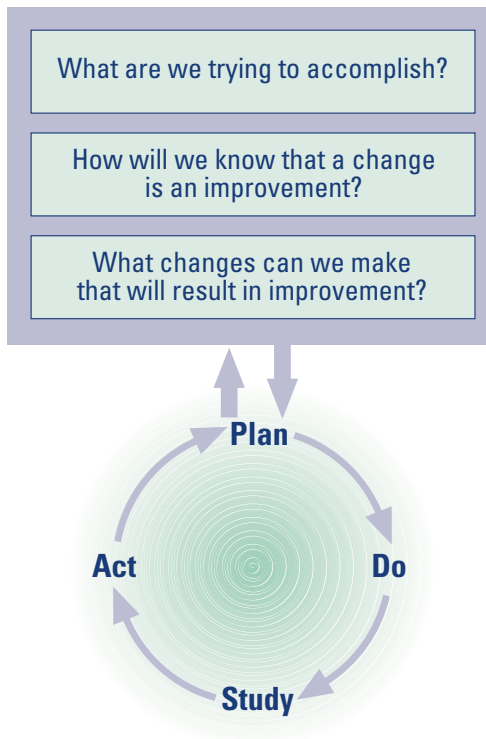 What are we trying to accomplish?
How will we know that a change
is an improvement?
What changes can we make
that will result in improvement?
Plan
Act
Do
Study